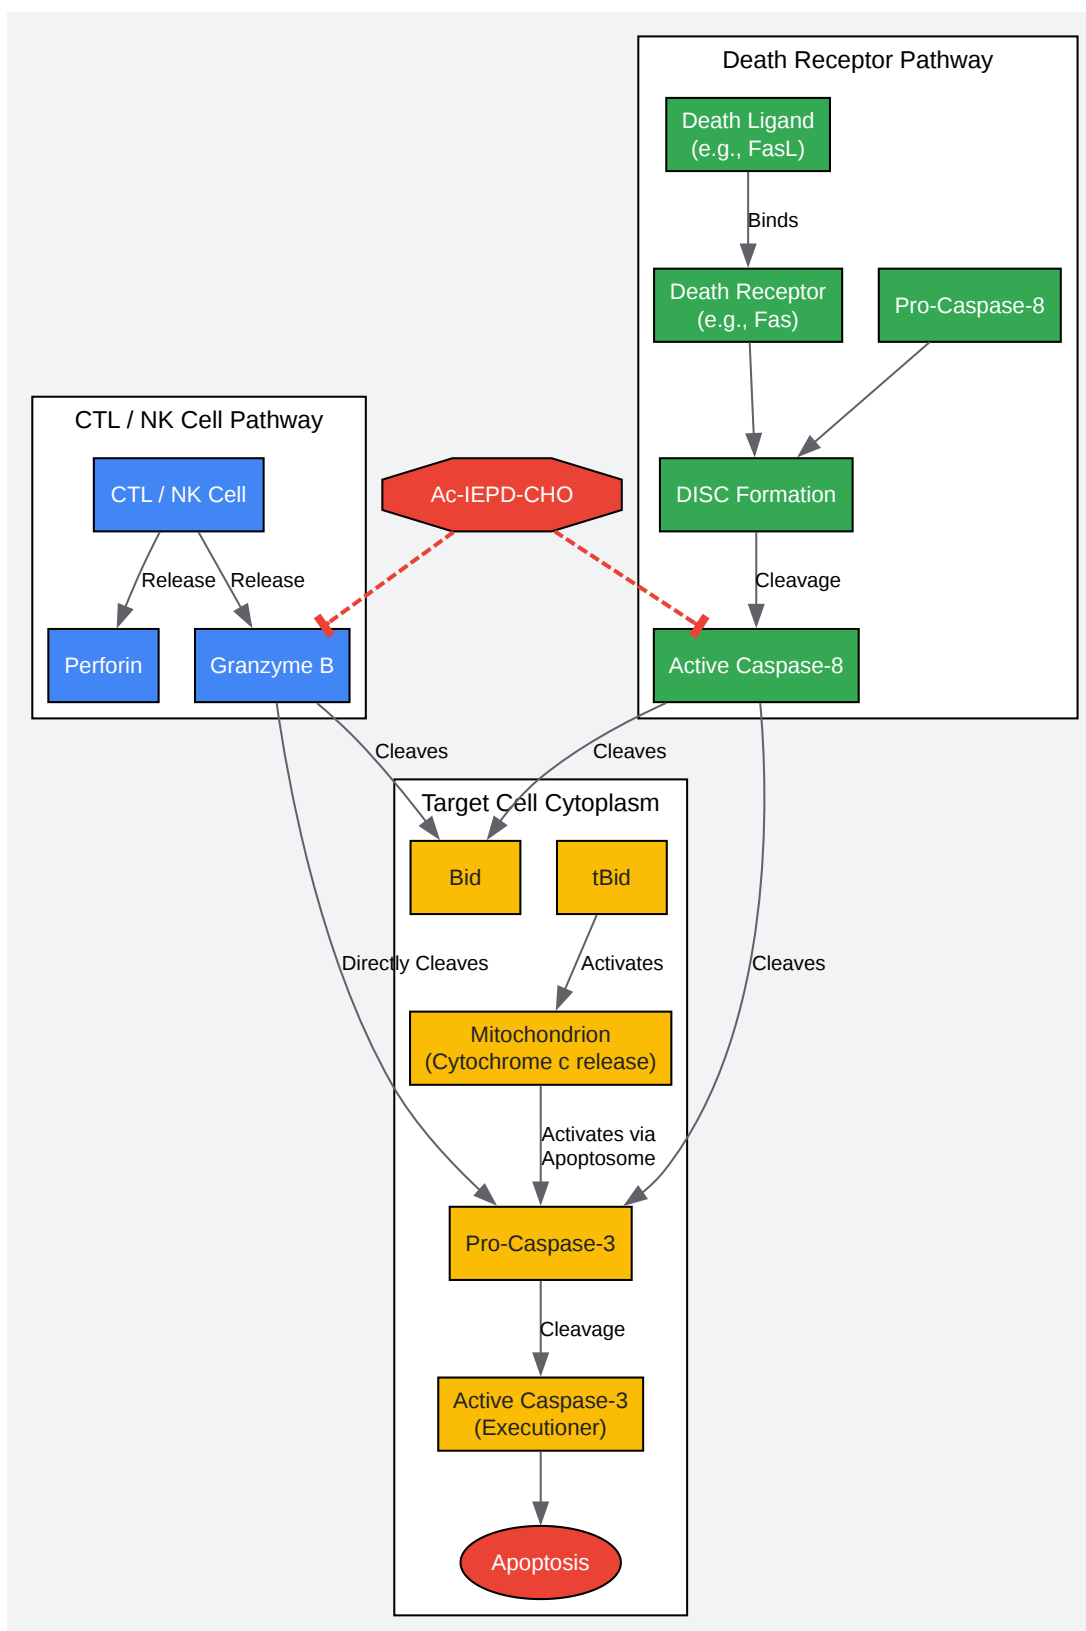 Death Receptor Pathway
Death Ligand
(e.g., FasL)
Binds
Death Receptor
(e.g., Fas)
Pro-Caspase-8
CTL / NK Cell Pathway
CTL / NK Cell
Ac-IEPD-CHO
DISC Formation
Release
Release
Cleavage
Perforin
Granzyme B
Active Caspase-8
Cleaves
Cleaves
Target Cell Cytoplasm
Bid
tBid
Directly Cleaves
Activates
Cleaves
Mitochondrion
(Cytochrome c release)
Activates via
Apoptosome
Pro-Caspase-3
Cleavage
Active Caspase-3
(Executioner)
Apoptosis